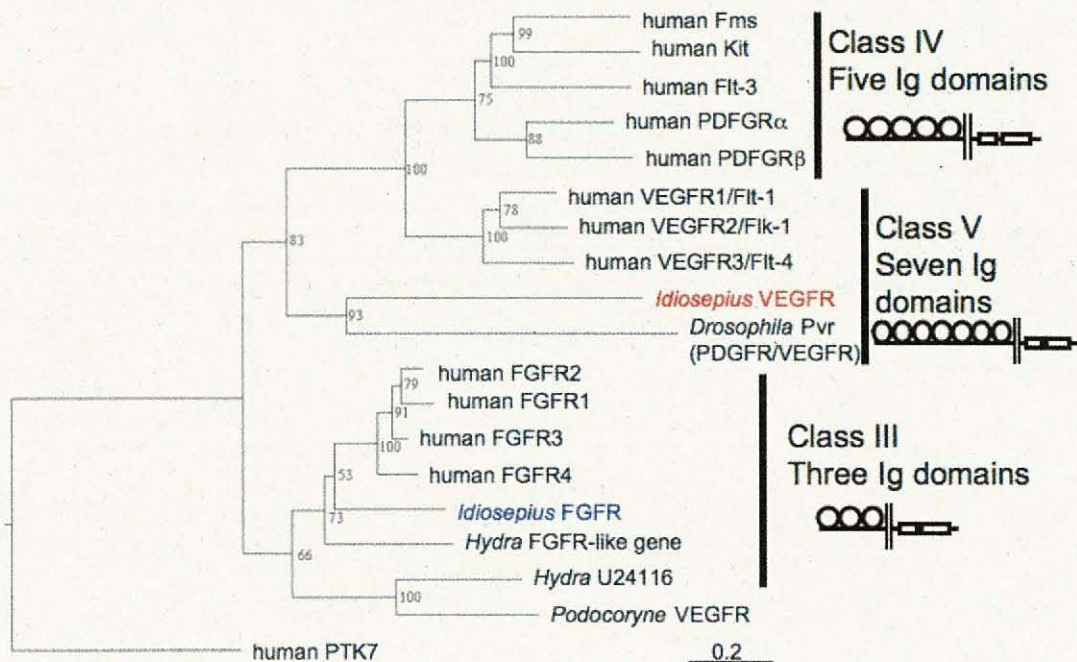 human Fms
99
human Kit
100
human Flt-3
75
human PDFGRα
88
human PDFGRβ
100
human VEGFR1/Flt-1
78
human VEGFR2/Flk-1
100
human VEGFR3/Flt-4
83
Idiosepius VEGFR
93
Drosophila Pvr
(PDGFR/VEGFR)
human FGFR2
79
human FGFR1
91
human FGFR3
100
human FGFR4
53
Idiosepius FGFR
73
Hydra FGFR-like gene
66
Hydra U24116
100
Podocoryne VEGFR
human PTK7
0.2
Class IV
Five Ig domains
Class V
Seven Ig
domains
Class III
Three Ig domains